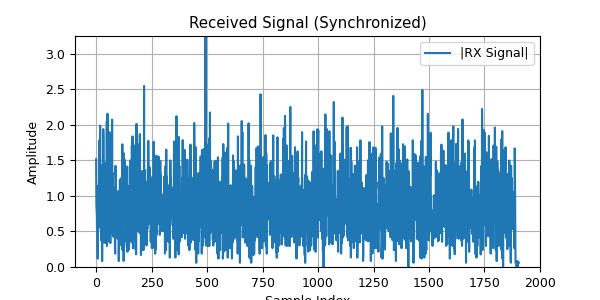 Received Signal (Synchronized)
|RX Signal|
Amplitude
3.0
2.5
2.0
1.5
1.0
0.5
0.0
0 250 500 750 1000 1250 1500 1750 2000
Sample Index